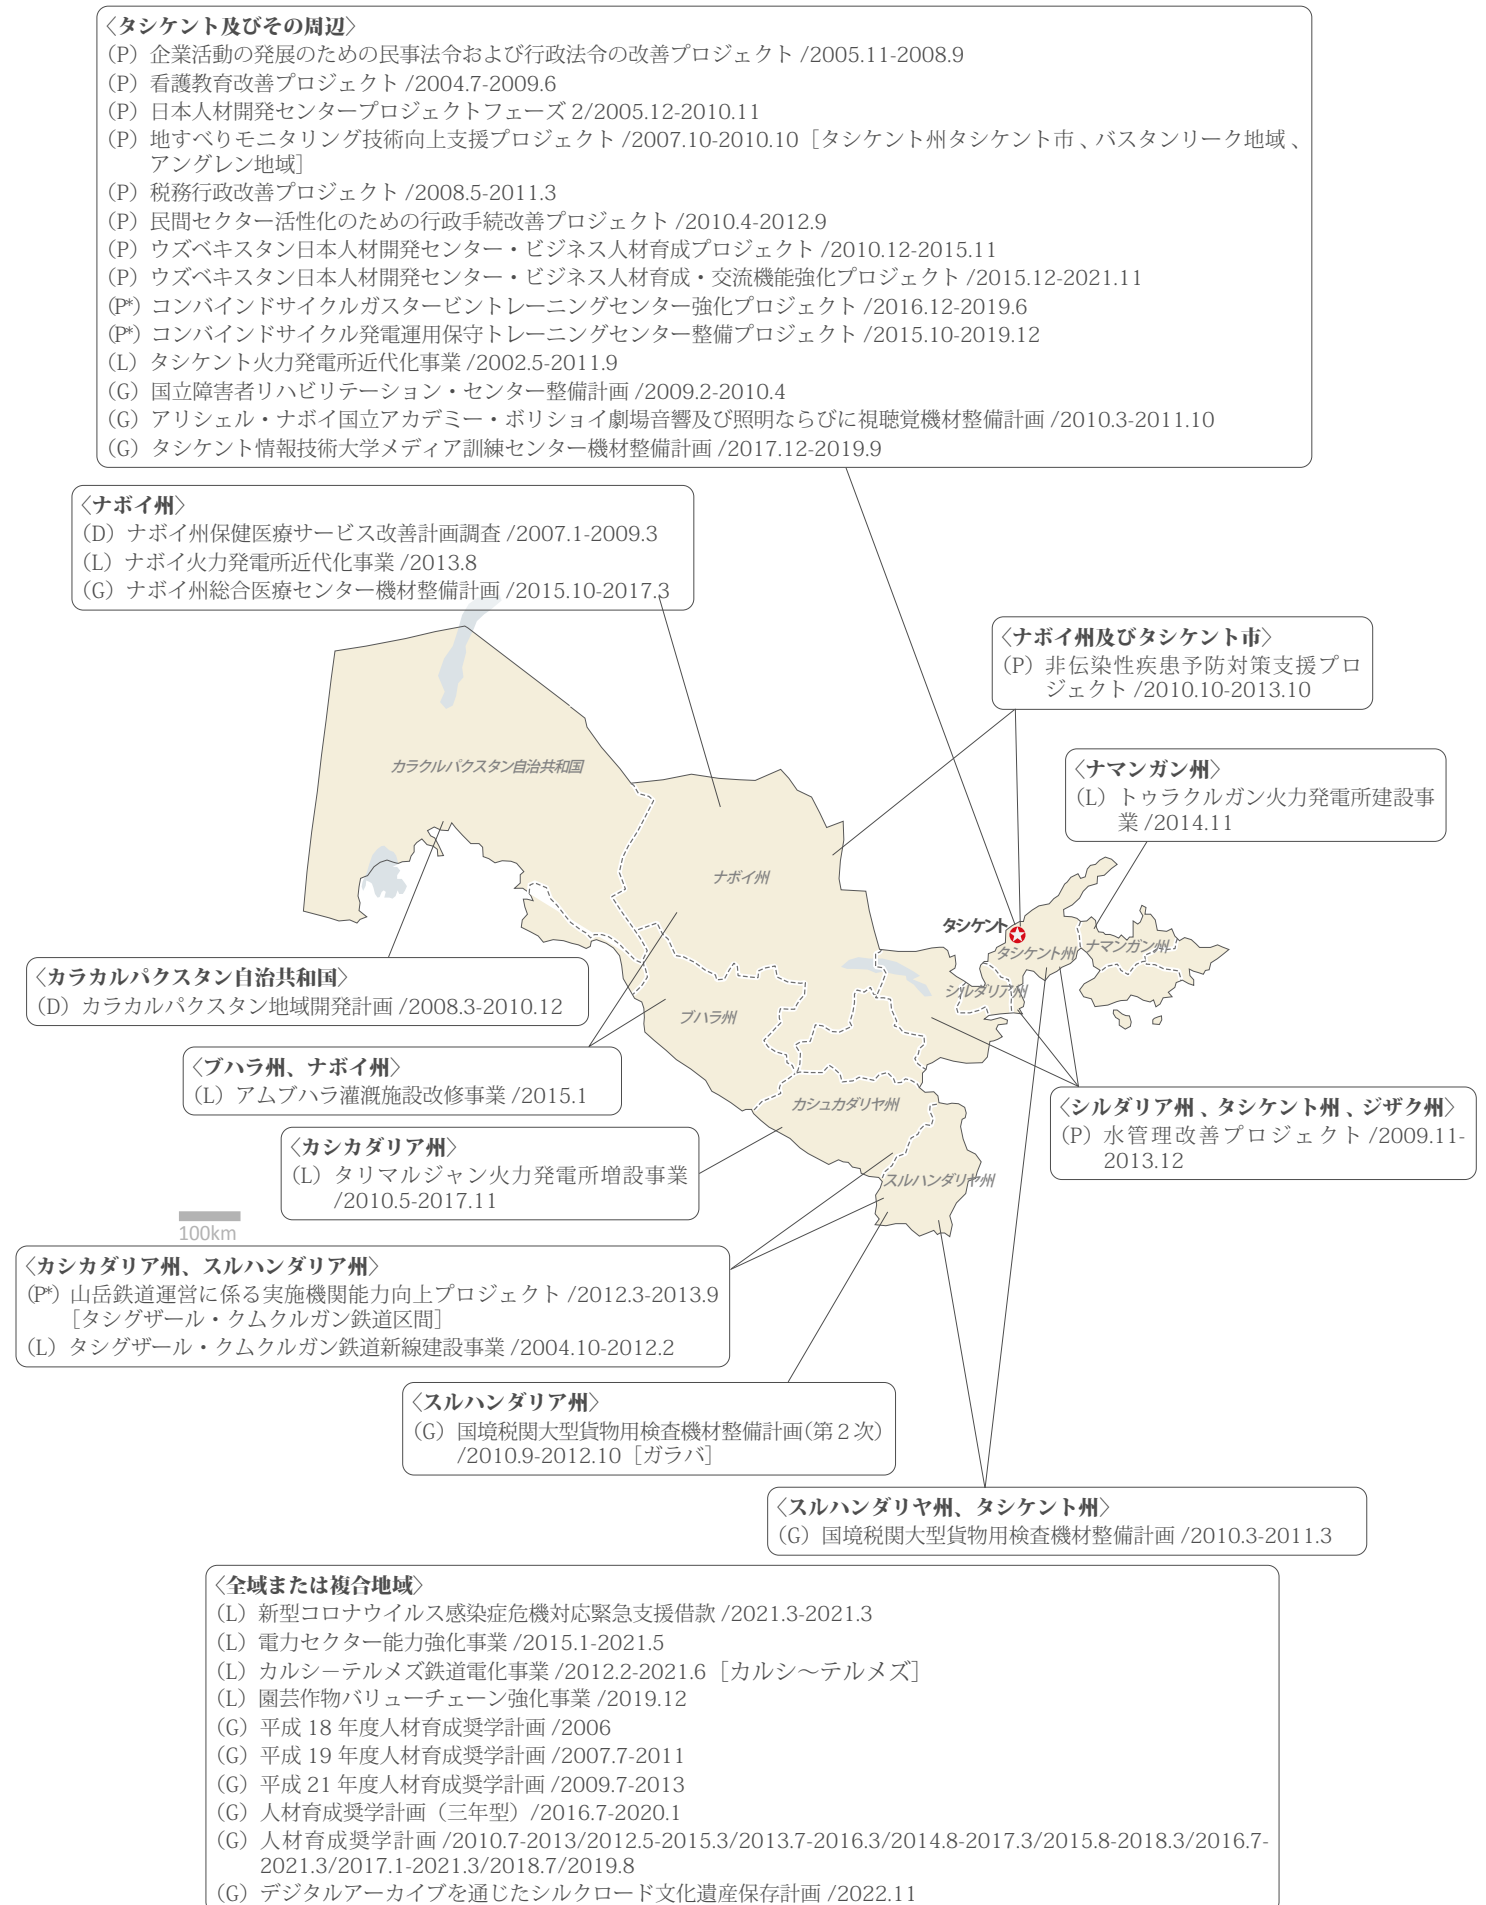 〈タシケント及びその周辺〉
(P) 企業活動の発展のための民事法令および行政法令の改善プロジェクト /2005.11-2008.9
(P) 看護教育改善プロジェクト /2004.7-2009.6
(P) 日本人材開発センタープロジェクトフェーズ 2/2005.12-2010.11
(P) 地すべりモニタリング技術向上支援プロジェクト /2007.10-2010.10［タシケント州タシケント市、バスタンリーク地域、
アングレン地域］
(P) 税務行政改善プロジェクト /2008.5-2011.3
(P) 民間セクター活性化のための行政手続改善プロジェクト /2010.4-2012.9
(P) ウズベキスタン日本人材開発センター・ビジネス人材育成プロジェクト /2010.12-2015.11
(P) ウズベキスタン日本人材開発センター・ビジネス人材育成・交流機能強化プロジェクト /2015.12-2021.11
(P*) コンバインドサイクルガスタービントレーニングセンター強化プロジェクト /2016.12-2019.6
(P*) コンバインドサイクル発電運用保守トレーニングセンター整備プロジェクト /2015.10-2019.12
(L) タシケント火力発電所近代化事業 /2002.5-2011.9
(G) 国立障害者リハビリテーション・センター整備計画 /2009.2-2010.4
(G) アリシェル・ナボイ国立アカデミー・ボリショイ劇場音響及び照明ならびに視聴覚機材整備計画 /2010.3-2011.10
(G) タシケント情報技術大学メディア訓練センター機材整備計画 /2017.12-2019.9
〈ナボイ州〉
(D) ナボイ州保健医療サービス改善計画調査 /2007.1-2009.3
(L) ナボイ火力発電所近代化事業 /2013.8
(G) ナボイ州総合医療センター機材整備計画 /2015.10-2017.3
〈ナボイ州及びタシケント市〉
(P) 非伝染性疾患予防対策支援プロ
ジェクト /2010.10-2013.10
〈ナマンガン州〉
(L) トゥラクルガン火力発電所建設事
業 /2014.11
カラクルパクスタン自治共和国
ナボイ州
タシケント
タシケント州
ナマンガン州
シルダリア州
ブハラ州
カシュカダリヤ州
スルハンダリヤ州
〈カラカルパクスタン自治共和国〉
(D) カラカルパクスタン地域開発計画 /2008.3-2010.12
〈ブハラ州、ナボイ州〉
(L) アムブハラ灌漑施設改修事業 /2015.1
〈シルダリア州、タシケント州、ジザク州〉
(P) 水管理改善プロジェクト /2009.11-
2013.12
〈カシカダリア州〉
(L) タリマルジャン火力発電所増設事業
/2010.5-2017.11
100km
〈カシカダリア州、スルハンダリア州〉
(P*) 山岳鉄道運営に係る実施機関能力向上プロジェクト /2012.3-2013.9
［タシグザール・クムクルガン鉄道区間］
(L) タシグザール・クムクルガン鉄道新線建設事業 /2004.10-2012.2
〈スルハンダリア州〉
(G) 国境税関大型貨物用検査機材整備計画(第２次)
/2010.9-2012.10［ガラバ］
〈スルハンダリヤ州、タシケント州〉
(G) 国境税関大型貨物用検査機材整備計画 /2010.3-2011.3
〈全域または複合地域〉
(L) 新型コロナウイルス感染症危機対応緊急支援借款 /2021.3-2021.3
(L) 電力セクター能力強化事業 /2015.1-2021.5
(L) カルシーテルメズ鉄道電化事業 /2012.2-2021.6［カルシ～テルメズ］
(L) 園芸作物バリューチェーン強化事業 /2019.12
(G) 平成 18 年度人材育成奨学計画 /2006
(G) 平成 19 年度人材育成奨学計画 /2007.7-2011
(G) 平成 21 年度人材育成奨学計画 /2009.7-2013
(G) 人材育成奨学計画（三年型）/2016.7-2020.1
(G) 人材育成奨学計画 /2010.7-2013/2012.5-2015.3/2013.7-2016.3/2014.8-2017.3/2015.8-2018.3/2016.7-
2021.3/2017.1-2021.3/2018.7/2019.8
(G) デジタルアーカイブを通じたシルクロード文化遺産保存計画 /2022.11